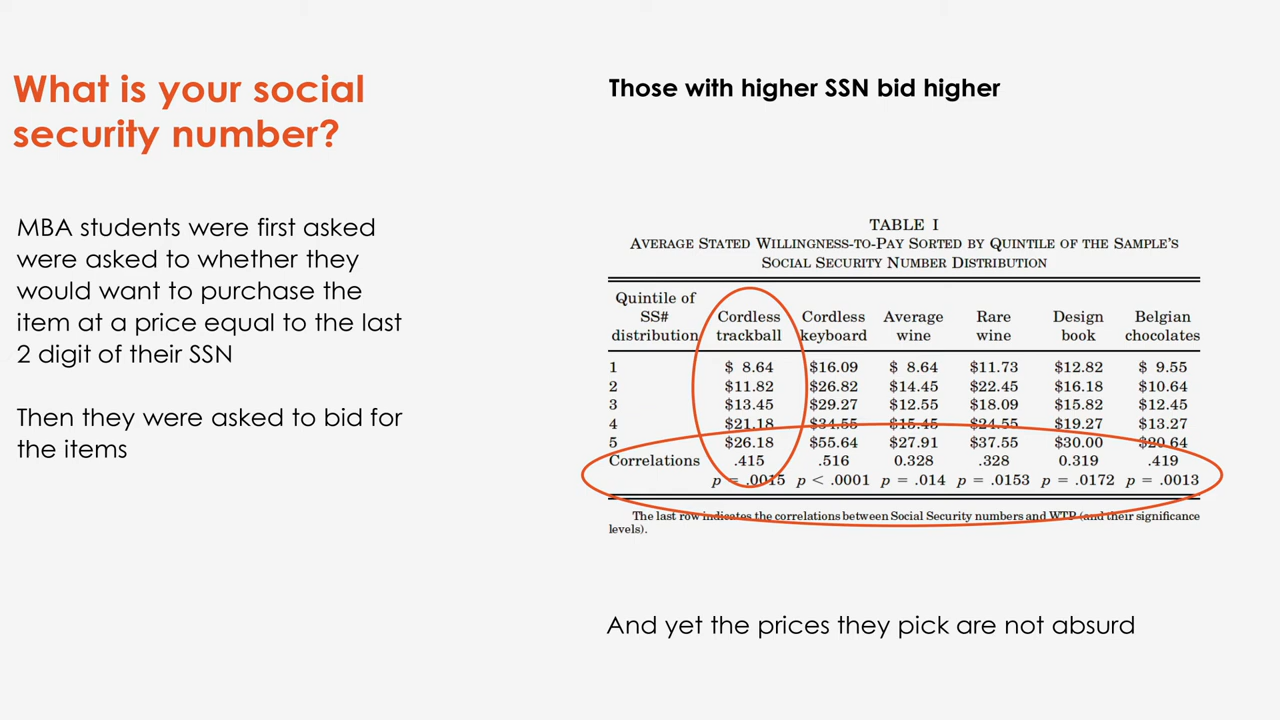 What is your social
security number?
MBA students were first asked
were asked to whether they
would want to purchase the
item at a price equal to the last
2 digit of their SSN
Then they were asked to bid for
the items
Those with higher SSN bid higher
TABLE I
AVERAGE STATED WILLINGNESS-TO-PAY SORTED BY QUINTILE OF THE SAMPLE'S
SOCIAL SECURITY NUMBER DISTRIBUTION
Quintile of
SS# Cordless Cordless Average Rare Design Belgian
distribution trackball keyboard wine wine book chocolates
1 $ 8.64 $16.09 $ 8.64 $11.73 $12.82 $ 9.55
2 $11.82 $26.82 $14.45 $22.45 $16.18 $10.64
3 $13.45 $29.27 $12.55 $18.09 $15.82 $12.45
4 $21.18 $34.55 $15.45 $24.55 $19.27 $13.27
5 $26.18 $55.64 $27.91 $37.55 $30.00 $20.64
Correlations .415 .516 0.328 .328 0.319 .419
p = .0015 p < .0001 p = .014 p = .0153 p = .0172 p = .0013
The last row indicates the correlations between Social Security numbers and WTP (and their significance
levels).
And yet the prices they pick are not absurd